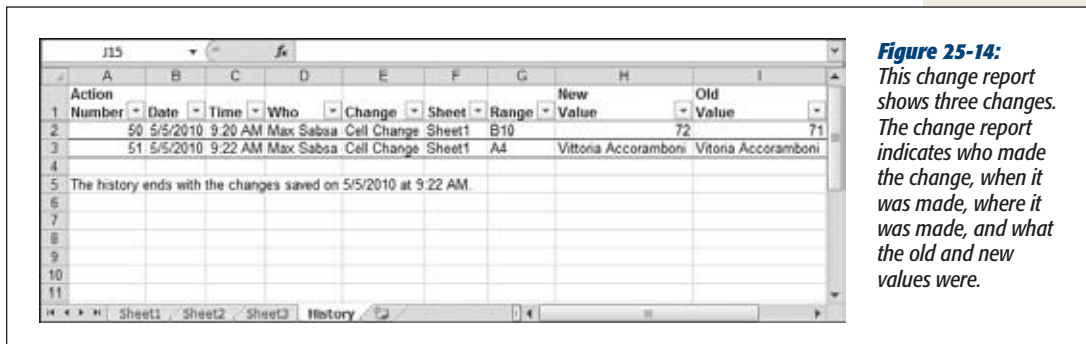 J15 fx
A B C D E F G H I
Action New Old
1 Number Date Time Who Change Sheet Range Value Value
2 50 5/5/2010 9:20 AM Max Sabsa Cell Change Sheet1 B10 72 71
3 51 5/5/2010 9:22 AM Max Sabsa Cell Change Sheet1 A4 Vittoria Accoramboni Vitoria Accoramboni
4
5 The history ends with the changes saved on 5/5/2010 at 9:22 AM.
6
7
8
9
10
11
Sheet1 Sheet2 Sheet3 History
Figure 25-14:
This change report
shows three changes.
The change report
indicates who made
the change, when it
was made, where it
was made, and what
the old and new
values were.